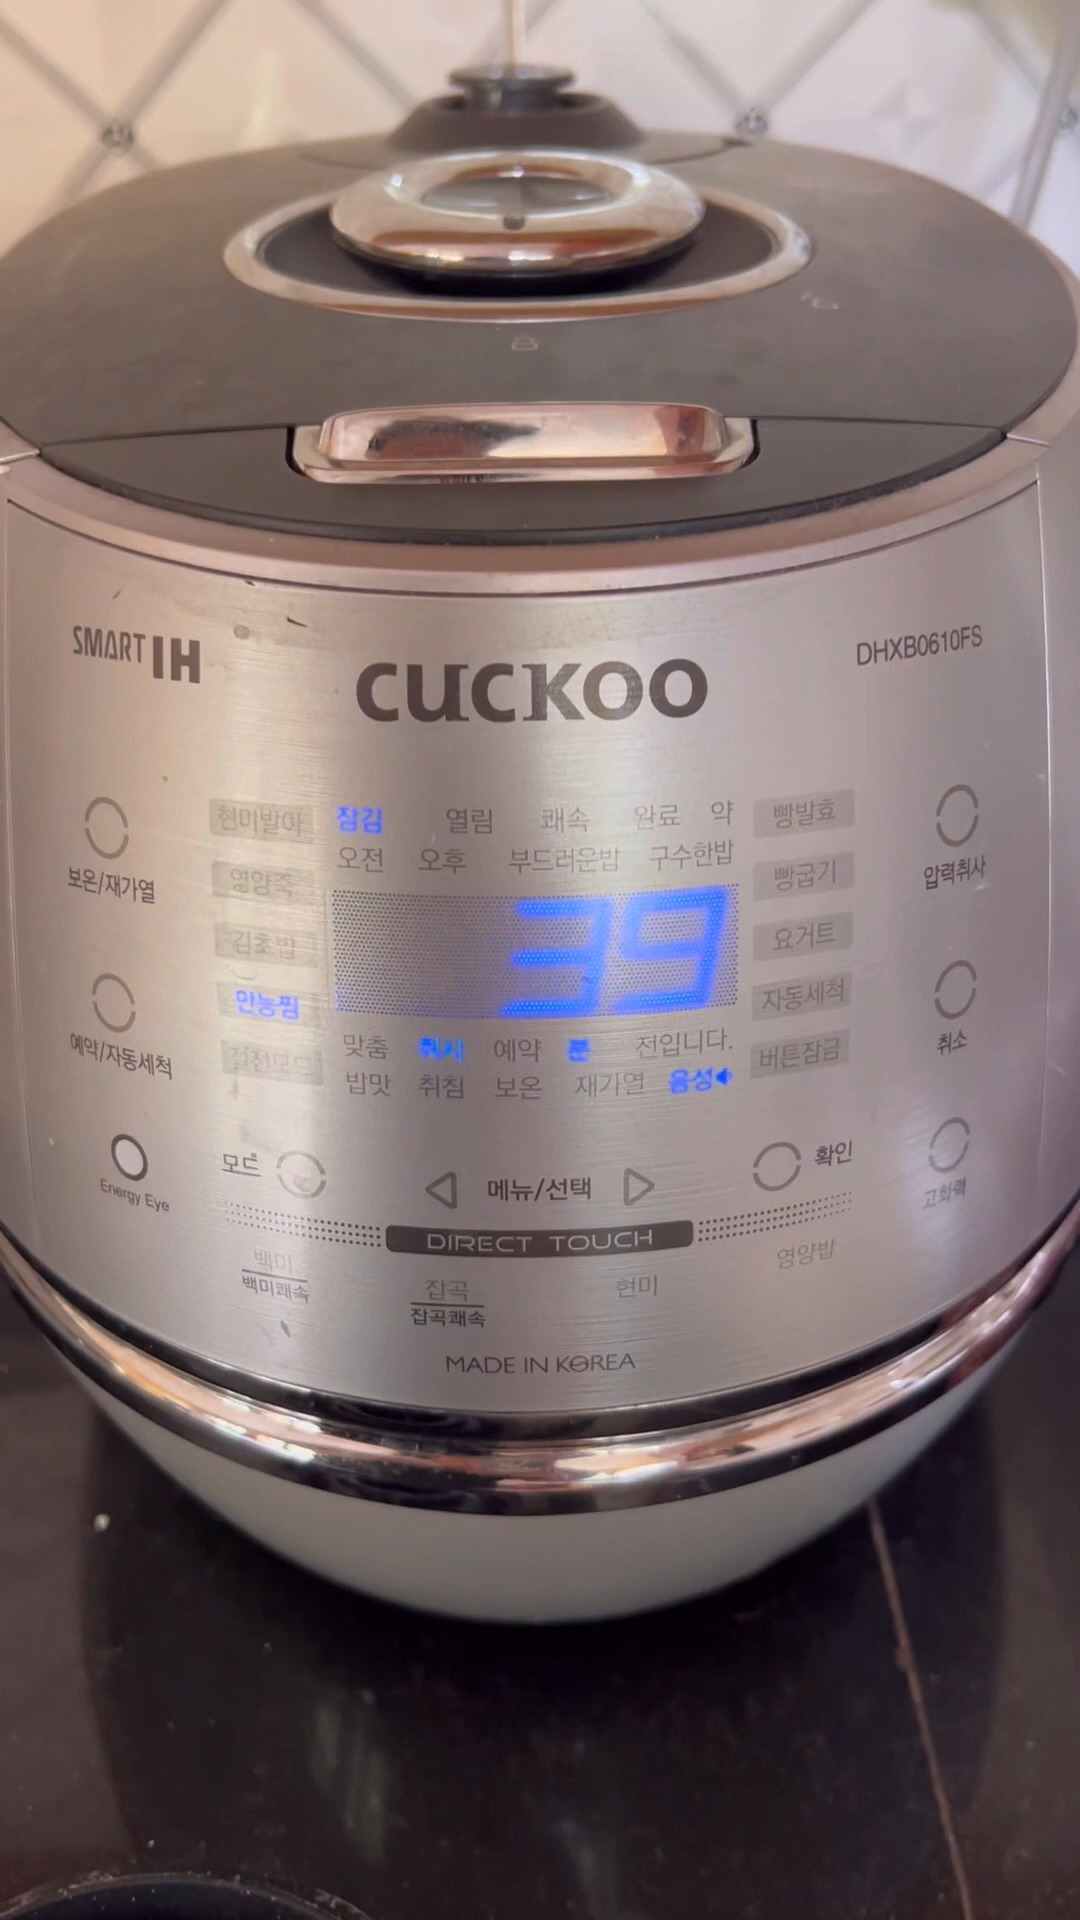 SMART IH
CUCKOO
DHXB0610FS
현미발아 잠김 열림 쾌속 완료 약 빵발효
오전 오후 부드러운밥 구수한밥
보온/재가열 영양죽 39 빵굽기 압력취사
김초밥 요거트
만능찜 자동세척
맞춤 취사 예약 분 전입니다.
예약/자동세척 절전모드 버튼잠금 취소
밥맛 취침 보온 재가열 음성
Energy Eye 모드 메뉴/선택 확인 고화력
DIRECT TOUCH
백미 잡곡 현미 영양밥
백미쾌속 잡곡쾌속
MADE IN KOREA